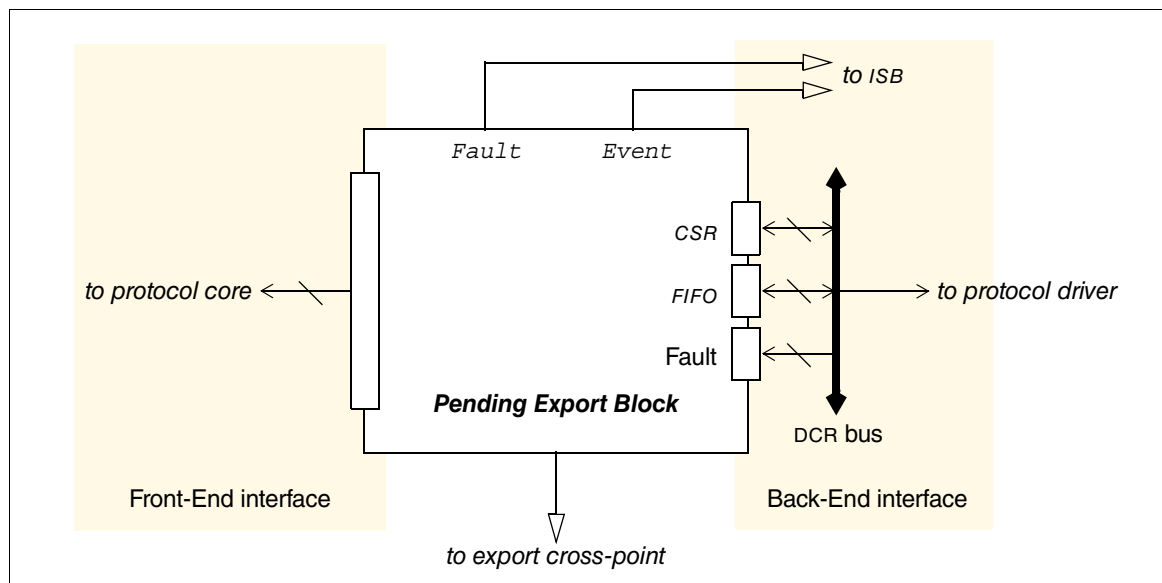 to ISB
Fault Event
CSR
to protocol core
FIFO
to protocol driver
Fault
Pending Export Block
DCR bus
Front-End interface
Back-End interface
to export cross-point